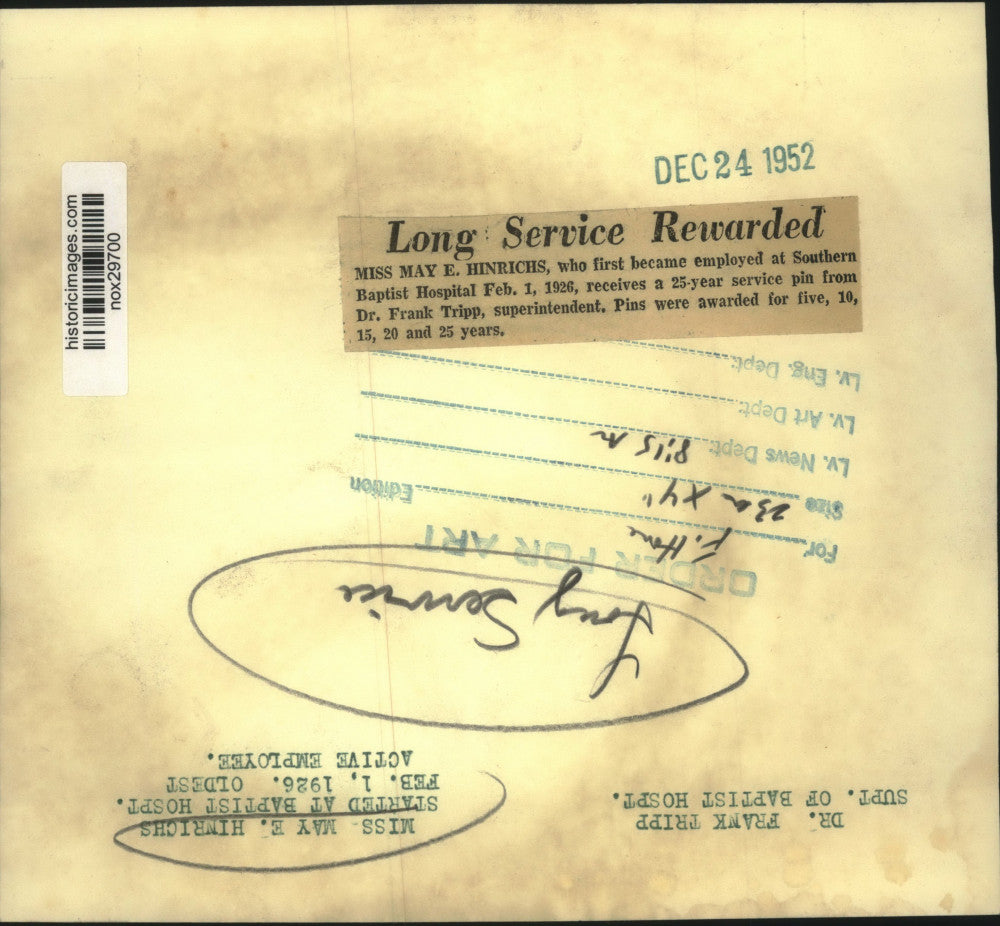 DEC 24 1952
historicimages.com
nox29700
Long Service Rewarded
MISS MAY E. HINRICHS, who first became employed at Southern
Baptist Hospital Feb. 1, 1926, receives a 25-year service pin from
Dr. Frank Tripp, superintendent. Pins were awarded for five, 10,
15, 20 and 25 years.
DR. FRANK TRIPP
SUPT. OF BAPTIST HOSPT.
MISS MAY E. HINRICHS
STARTED AT BAPTIST HOSPT.
FEB. 1, 1926. OLDEST
ACTIVE EMPLOYEE.
Long Service
ORDER FOR ART
For F. Home Edition
Size X4"
Lv. News Dept. 8:15
Lv. Art Dept.
Lv. Eng. Dept.